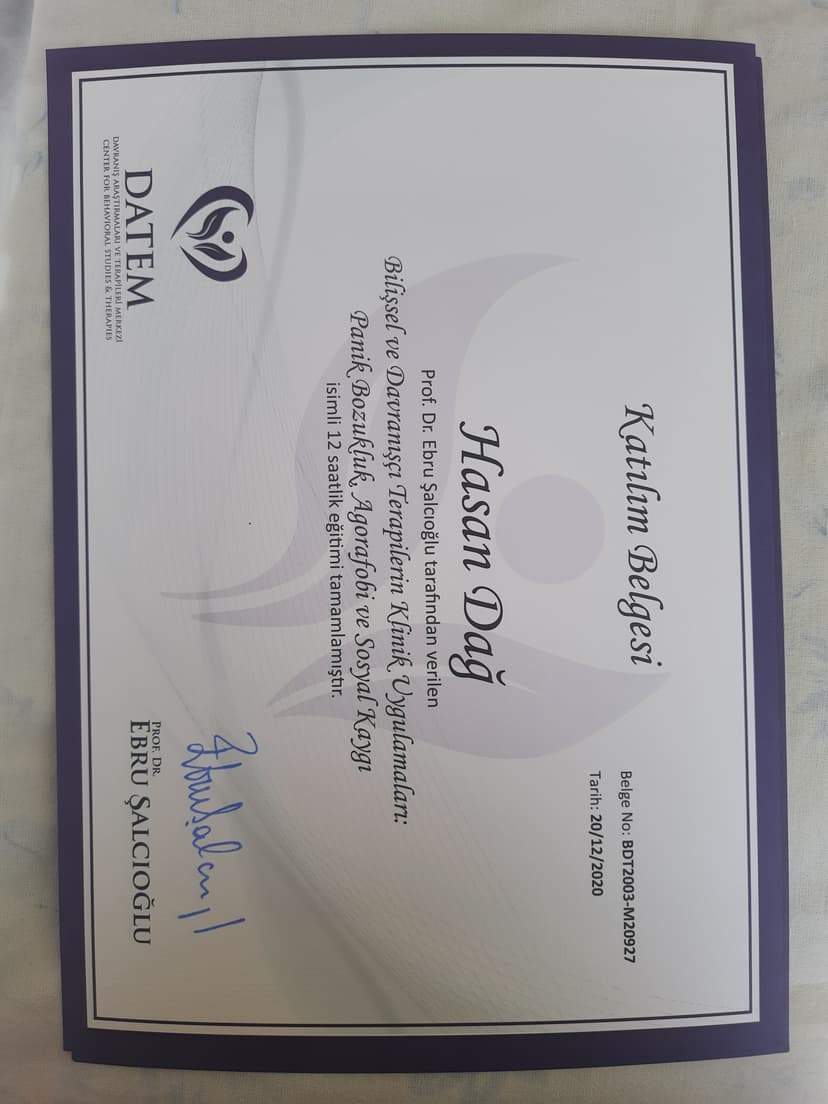 Katılım Belgesi
Belge No: BDT2003-M20927
Tarih: 20/12/2020
Hasan Dağ
Prof. Dr. Ebru Şalcıoğlu tarafından verilen
Bilişsel ve Davranışçı Terapilerin Klinik Uygulamaları:
Panik Bozukluk, Agorafobi ve Sosyal Kaygı
isimli 12 saatlik eğitimi tamamlamıştır.
DATEM
DAVRANIŞ ARAŞTIRMALARI VE TERAPİLERİ MERKEZİ
CENTER FOR BEHAVIORAL STUDIES & THERAPIES
Ebru Şalcıoğlu
PROF. DR.
EBRU ŞALCIOĞLU